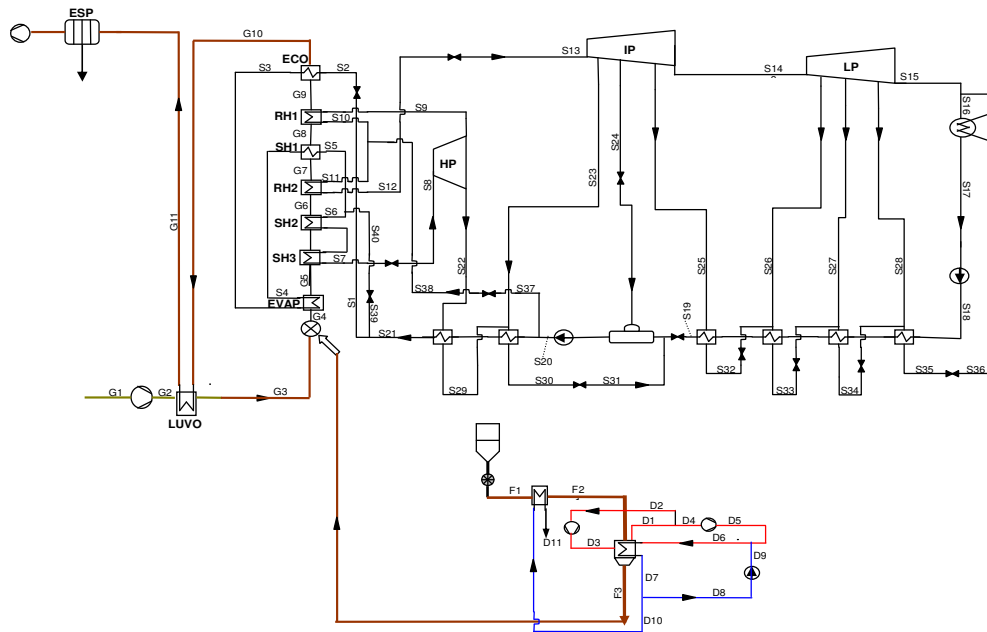 ESP
IP
G10
S13
S14
LP
S15
ECO
S3
S2
G9
S16
RH1
S9
S10
G8
S24
SH1
S5
HP
G7
S23
S8
RH2
S11
S12
S17
G11
G6
SH2
S6
S40
S22
S25
S26
S27
S28
SH3
S7
G5
S4
S1
S38
S37
EVAP
S39
G4
S19
S18
S21
S20
S32
S35
S36
S30
S31
S29
S33
S34
G1
G2
G3
LUVO
F1
F2
D2
D1
D4
D5
D11
D3
D6
D9
D7
F3
D8
D10